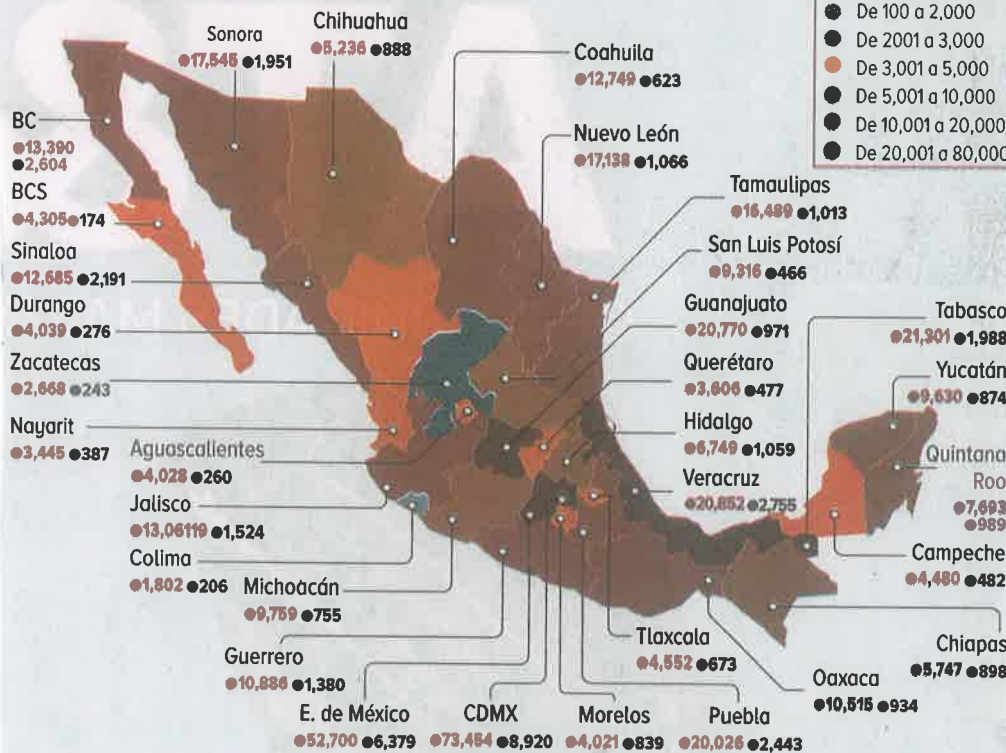 De 100 a 2,000
De 2001 a 3,000
De 3,001 a 5,000
De 5,001 a 10,000
De 10,001 a 20,000
De 20,001 a 80,000
Chihuahua
5,236 888
Sonora
17,545 1,951
Coahuila
12,749 623
BC
13,390
2,604
Nuevo León
17,138 1,066
BCS
4,305 174
Tamaulipas
16,489 1,013
Sinaloa
12,685 2,191
San Luis Potosí
9,316 466
Durango
4,039 276
Guanajuato
20,770 971
Tabasco
21,301 1,988
Zacatecas
2,668 243
Querétaro
3,606 477
Yucatán
9,630 874
Nayarit
3,445 387
Hidalgo
6,749 1,059
Aguascalientes
4,028 260
Quintana
Roo
7,693
989
Veracruz
20,852 2,755
Jalisco
13,06119 1,524
Campeche
4,480 482
Colima
1,802 206
Michoacán
9,759 755
Tlaxcala
4,552 673
Chiapas
5,747 898
Guerrero
10,886 1,380
Oaxaca
10,515 934
E. de México
52,700 6,379
CDMX
73,454 8,920
Morelos
4,021 839
Puebla
20,026 2,443